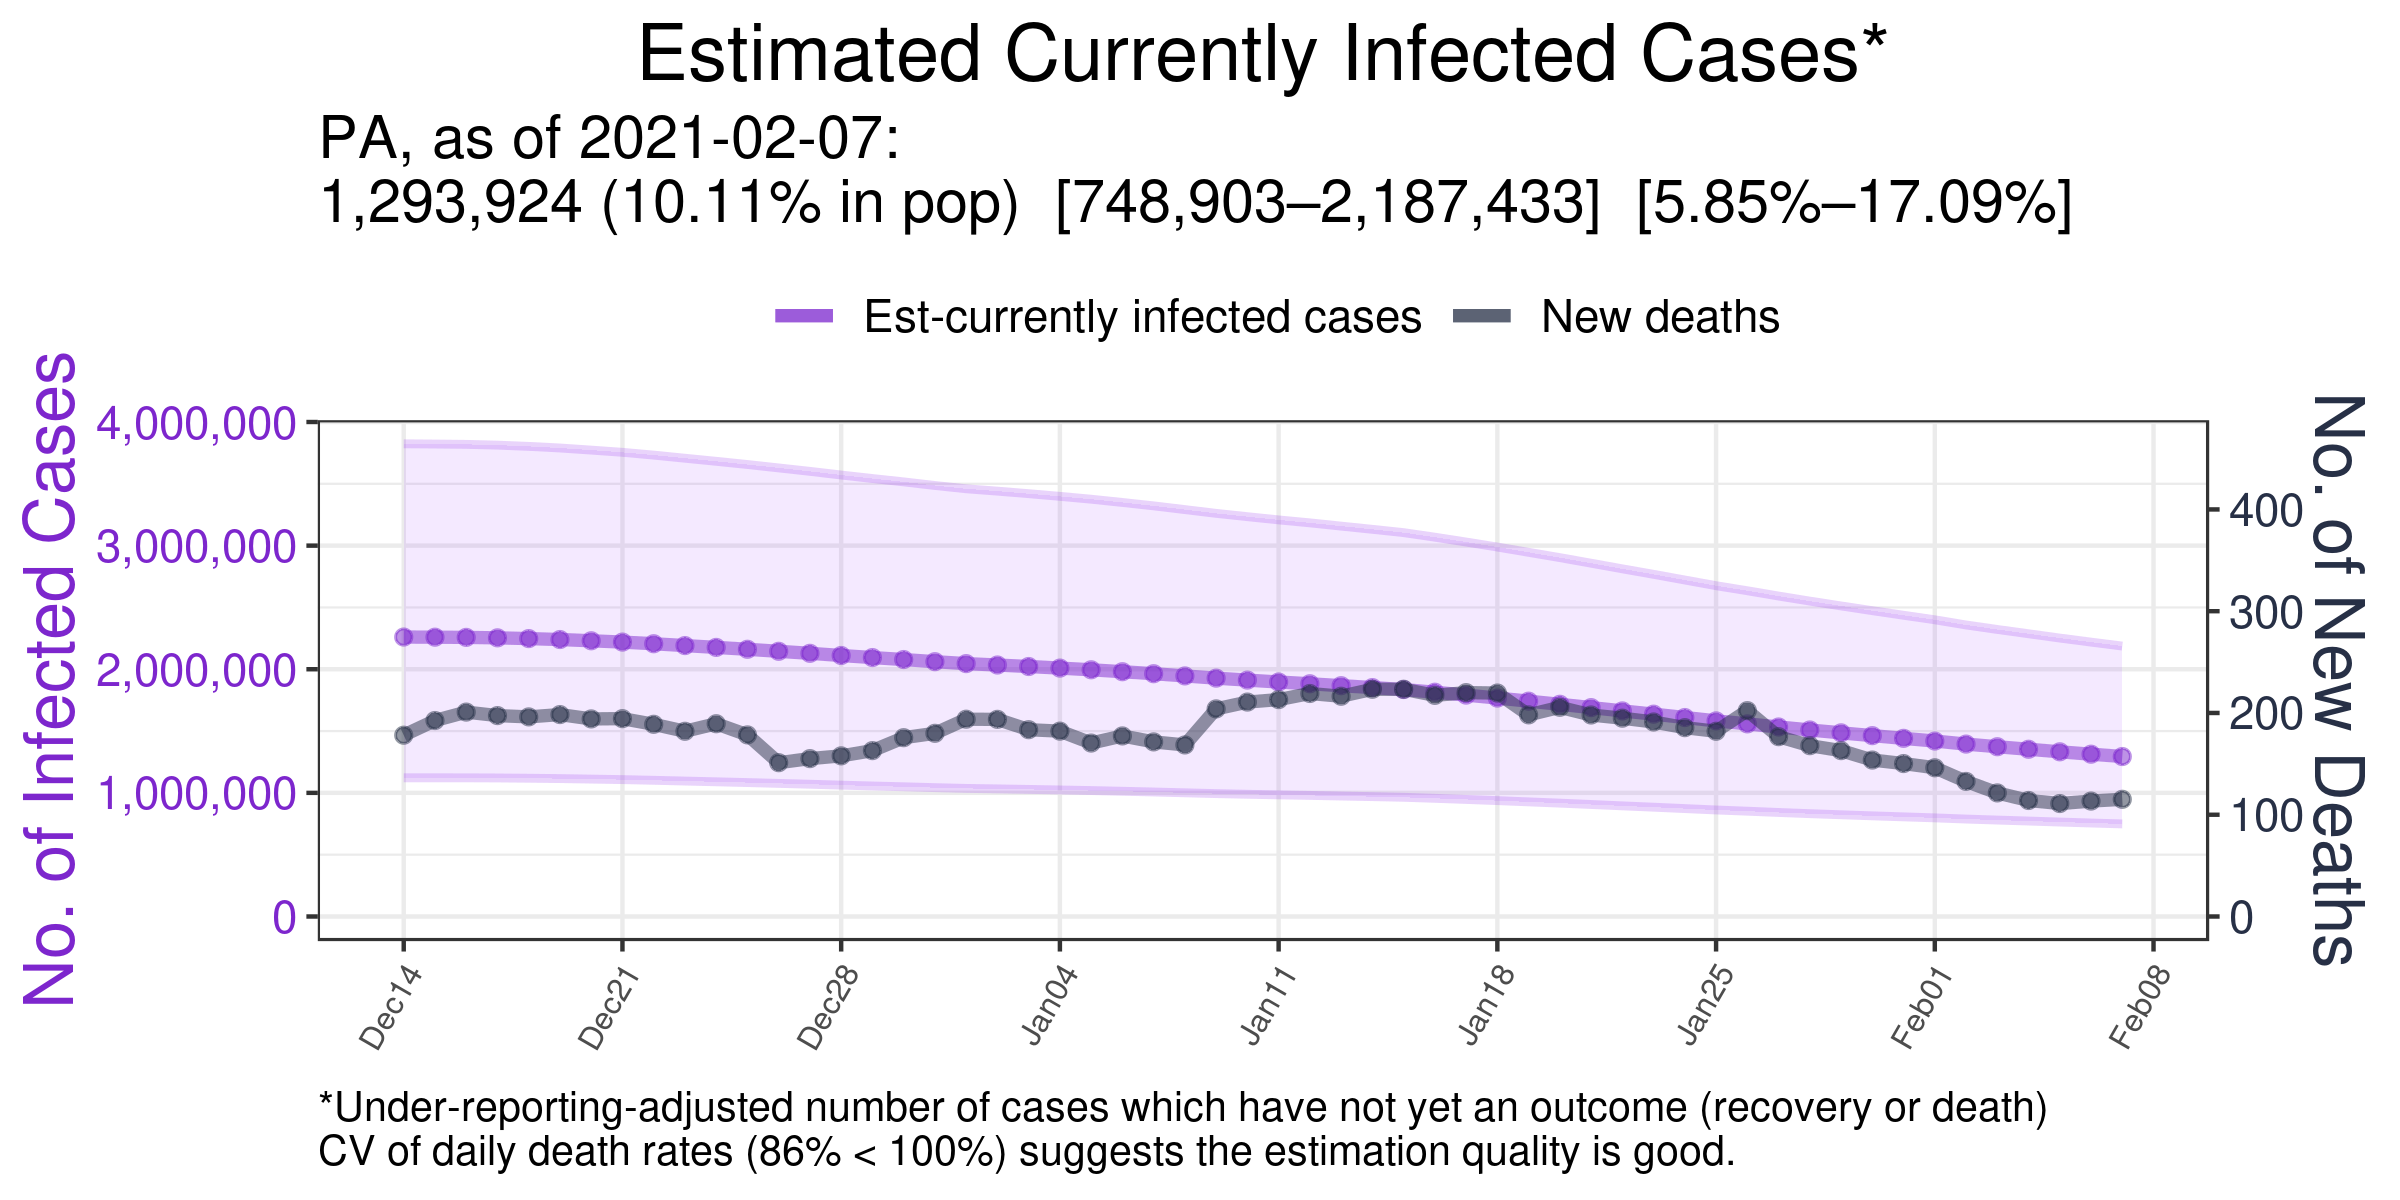 Estimated Currently Infected Cases*
PA, as of 2021-02-07:
1,293,924 (10.11% in pop)  [748,903–2,187,433]  [5.85%–17.09%]
Est-currently infected cases
New deaths
No. of Infected Cases
4,000,000
3,000,000
2,000,000
1,000,000
0
No. of New Deaths
400
300
200
100
0
Dec14
Dec21
Dec28
Jan04
Jan11
Jan18
Jan25
Feb01
Feb08
*Under-reporting-adjusted number of cases which have not yet an outcome (recovery or death)
CV of daily death rates (86% < 100%) suggests the estimation quality is good.